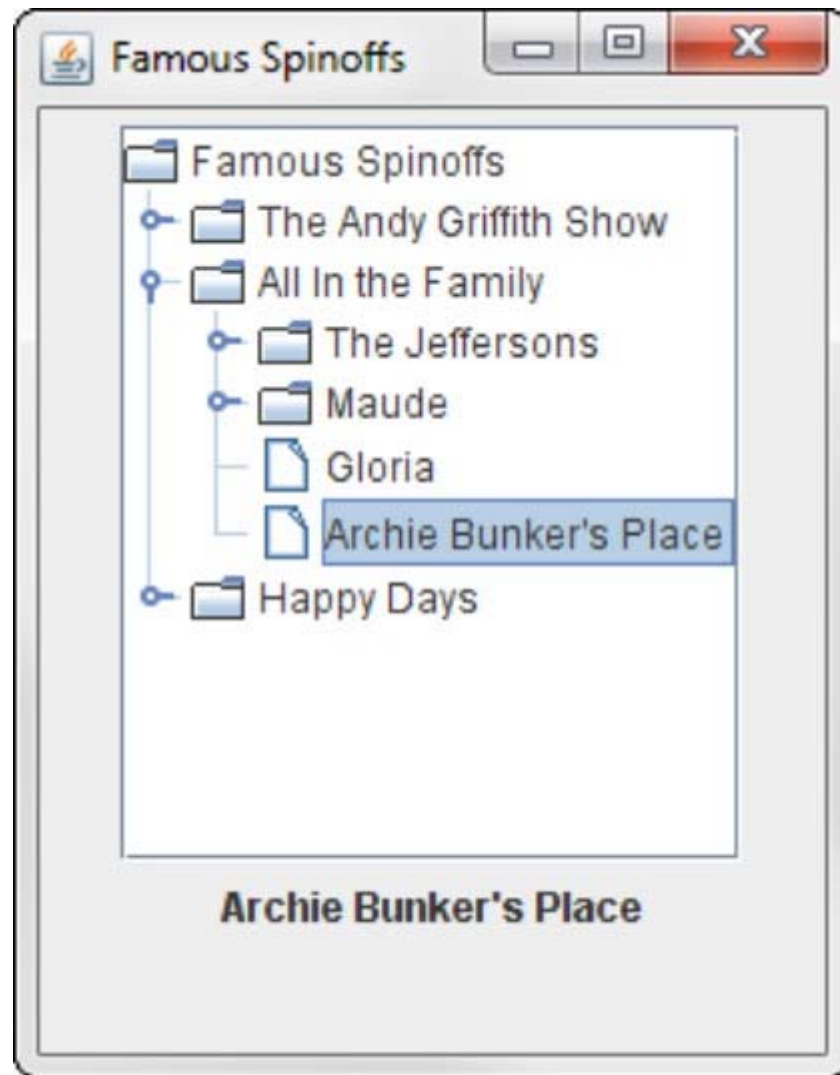 Famous Spinoffs
Famous Spinoffs
The Andy Griffith Show
All In the Family
The Jeffersons
Maude
Gloria
Archie Bunker's Place
Happy Days
Archie Bunker's Place